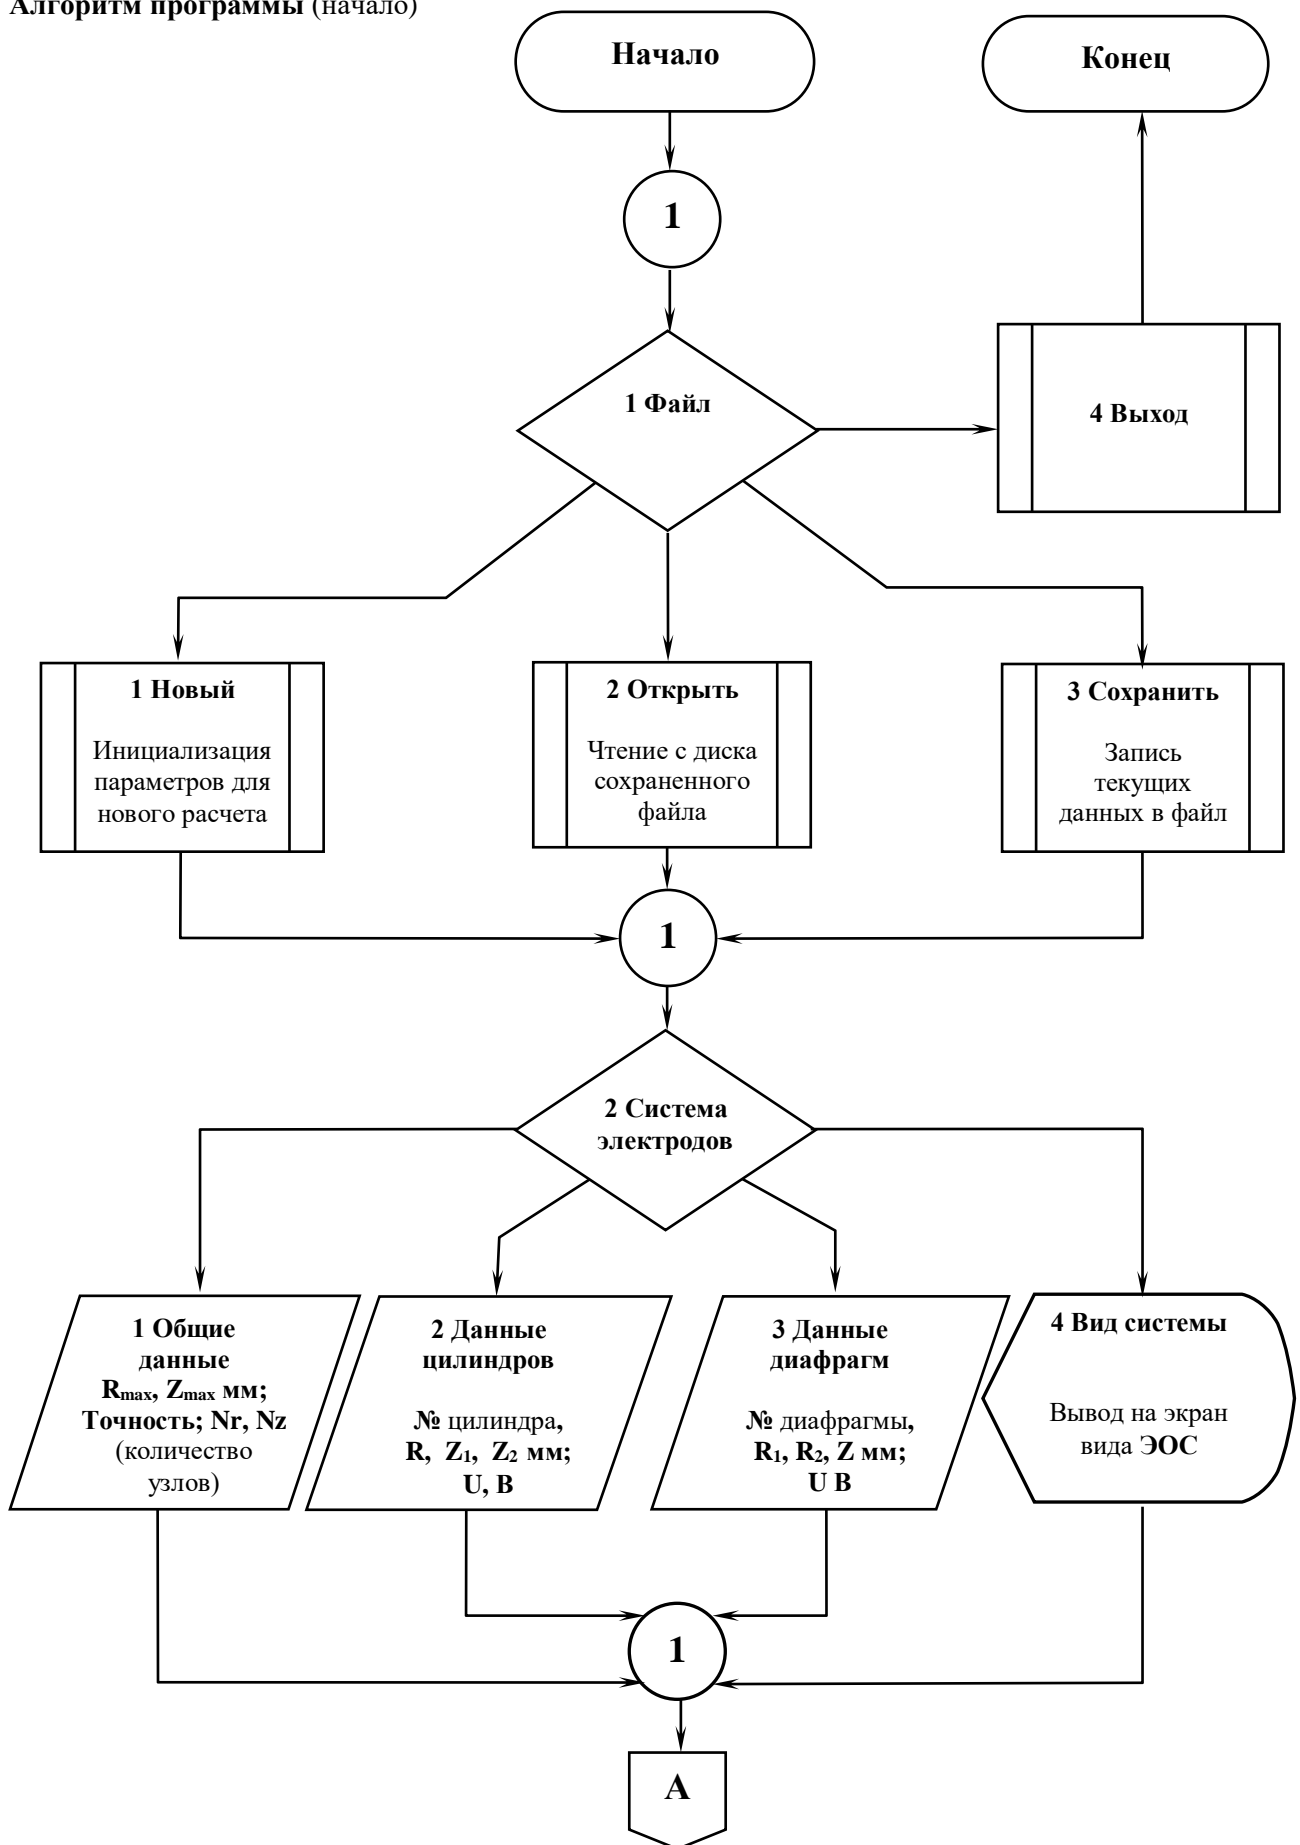 Алгоритм программы (начало)
Начало
Конец
1
1 Файл
4 Выход
1 Новый
Инициализация
параметров для
нового расчета
2 Открыть
Чтение с диска
сохраненного
файла
3 Сохранить
Запись
текущих
данных в файл
1
2 Система
электродов
1 Общие
данные
Rmax, Zmax мм;
Точность; Nr, Nz
(количество
узлов)
2 Данные
цилиндров
№ цилиндра,
R, Z1, Z2 мм;
U, В
3 Данные
диафрагм
№ диафрагмы,
R1, R2, Z мм;
U В
4 Вид системы
Вывод на экран
вида ЭОС
1
А